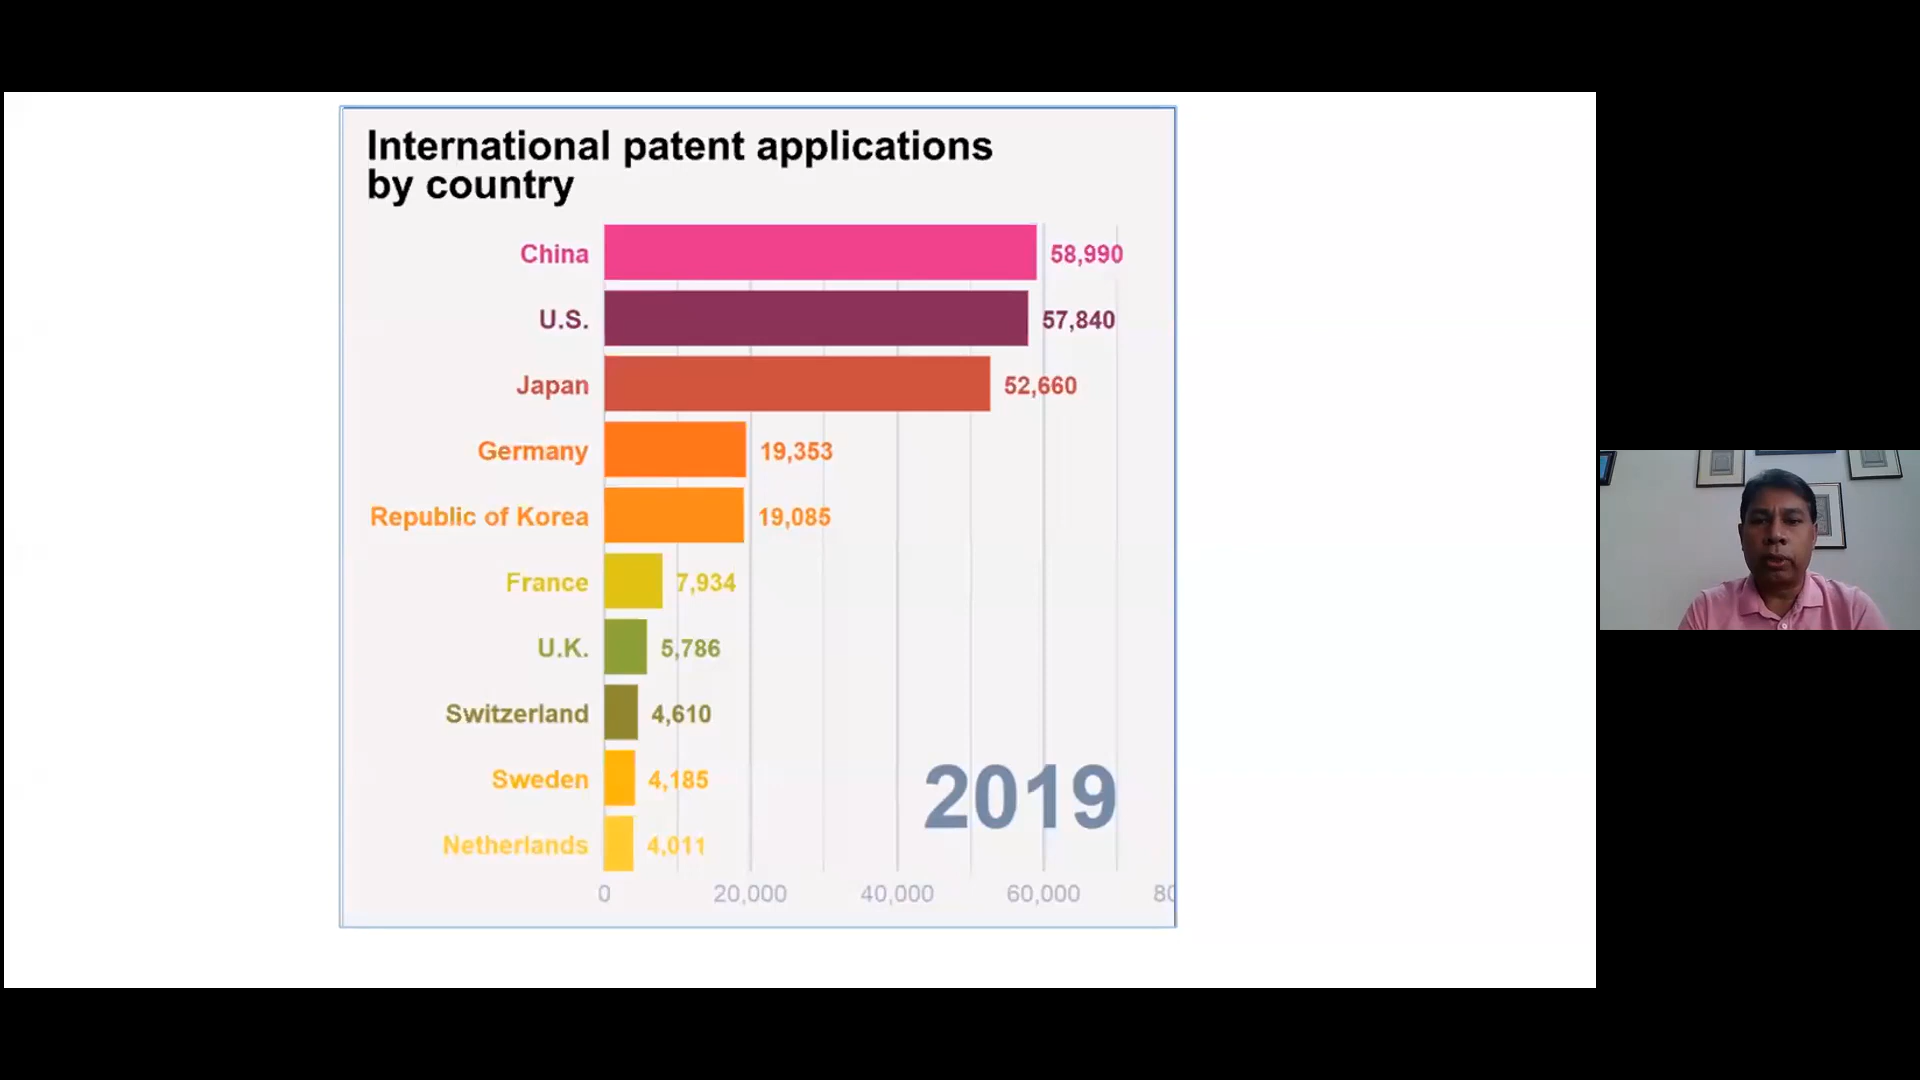 International patent applications
by country
China 58,990
U.S. 57,840
Japan 52,660
Germany 19,353
Republic of Korea 19,085
France 7,934
U.K. 5,786
Switzerland 4,610
Sweden 4,185
2019
Netherlands 4,011
0 20,000 40,000 60,000 80